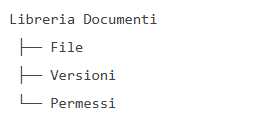 Libreria Documenti
├── File
├── Versioni
└── Permessi